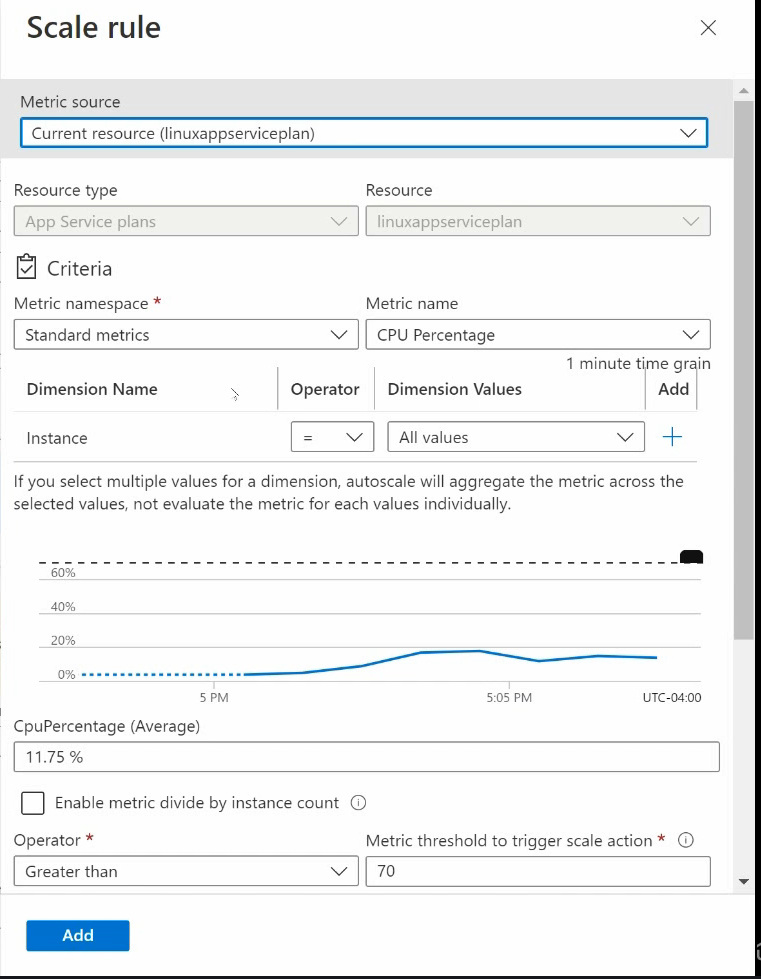 Scale rule
Metric source
Current resource (linuxappserviceplan)
Resource type Resource
App Service plans linuxappserviceplan
Criteria
Metric namespace * Metric name
Standard metrics CPU Percentage
1 minute time grain
Dimension Name Operator Dimension Values Add
Instance = All values +
If you select multiple values for a dimension, autoscale will aggregate the metric across the
selected values, not evaluate the metric for each values individually.
60%
40%
20%
0%
5 PM 5:05 PM UTC-04:00
CpuPercentage (Average)
11.75 %
Enable metric divide by instance count
Operator * Metric threshold to trigger scale action *
Greater than 70
Add